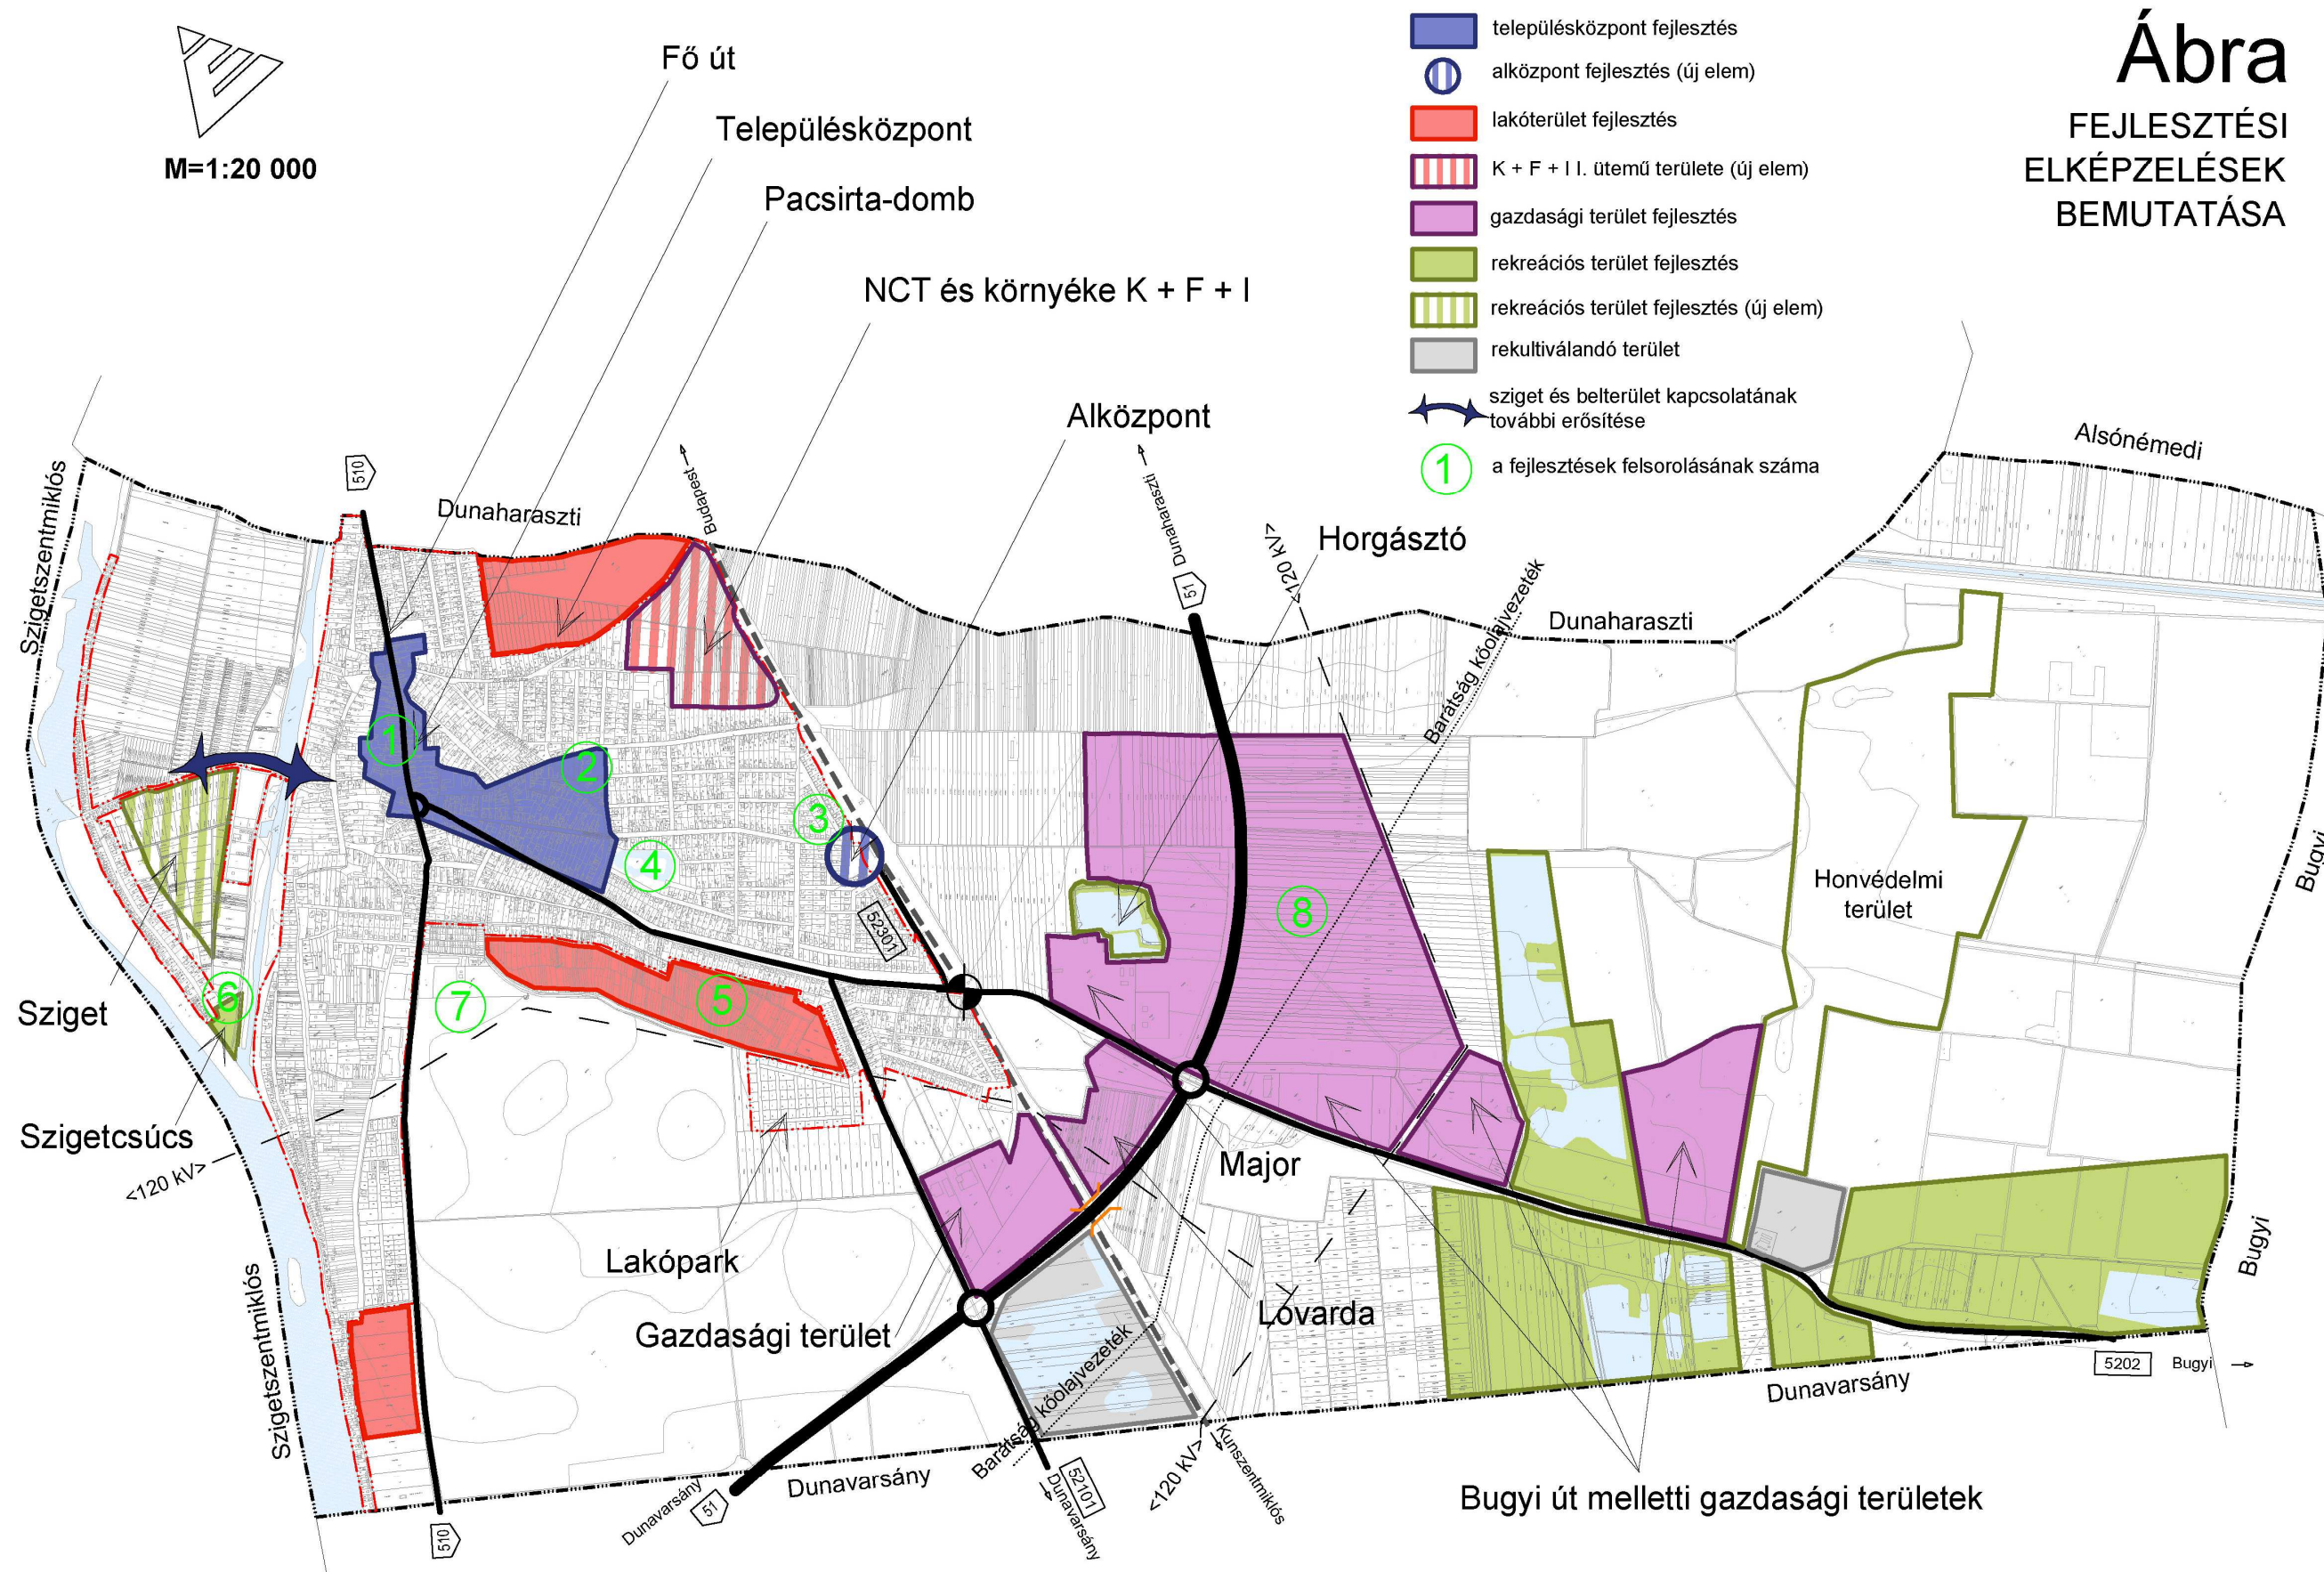 Ábra
FEJLESZTÉSI
ELKÉPZELÉSEK
BEMUTATÁSA
településközpont fejlesztés
alközpont fejlesztés (új elem)
lakóterület fejlesztés
K + F + I I. ütemű területe (új elem)
gazdasági terület fejlesztés
rekreációs terület fejlesztés
rekreációs terület fejlesztés (új elem)
rekultiválandó terület
sziget és belterület kapcsolatának
további erősítése
1
a fejlesztések felsorolásának száma
M=1:20 000
Fő út
Településközpont
Pacsirta-domb
NCT és környéke K + F + I
Alközpont
Horgásztó
Szigetszentmiklós
510
Dunaharaszti
Budapest
Dunaharaszti
51
<120 kV>
Barátság kőolajvezeték
Dunaharaszti
Alsónémedi
Bugyi
1
2
3
4
5
6
7
8
52301
Honvédelmi
terület
Sziget
Szigetcsúcs
<120 kV>
Major
Lakópark
Gazdasági terület
Lovarda
Szigetszentmiklós
Bugyi
5202
Bugyi
Dunavarsány
Barátság kőolajvezeték
Dunavarsány
Dunavarsány
51
510
52101
Dunavarsány
<120 kV>
Kunszentmiklós
Bugyi út melletti gazdasági területek